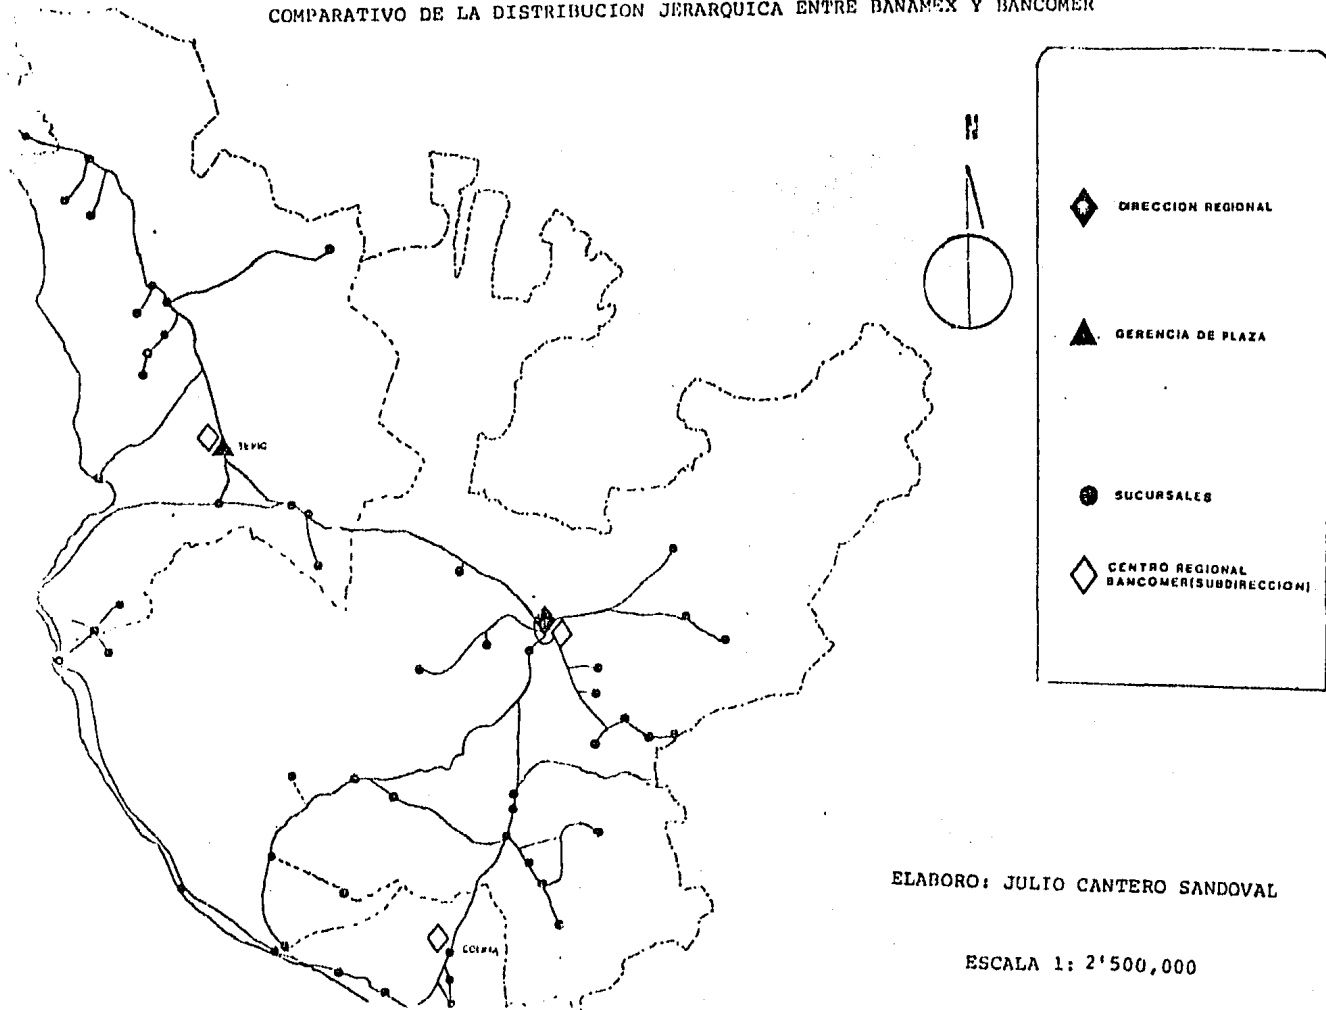 COMPARATIVO DE LA DISTRIBUCION JERARQUICA ENTRE BANAMEX Y BANCOMER
N
DIRECCION REGIONAL
GERENCIA DE PLAZA
SUCURSALES
CENTRO REGIONAL
BANCOMER(SUBDIRECCION)
TEPIC
COLIMA
ELABORO: JULIO CANTERO SANDOVAL
ESCALA 1: 2'500,000